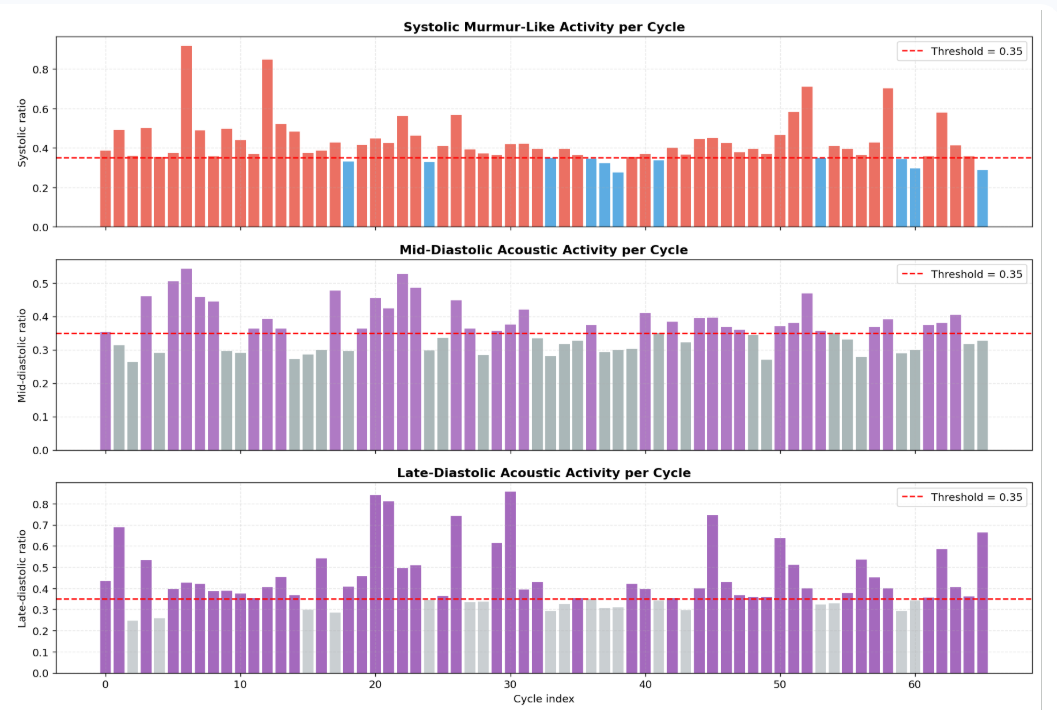 Systolic Murmur-Like Activity per Cycle
Threshold = 0.35
Systolic ratio
0.8
0.6
0.4
0.2
0.0
Mid-Diastolic Acoustic Activity per Cycle
Threshold = 0.35
Mid-diastolic ratio
0.5
0.4
0.3
0.2
0.1
0.0
Late-Diastolic Acoustic Activity per Cycle
Threshold = 0.35
Late-diastolic ratio
0.8
0.7
0.6
0.5
0.4
0.3
0.2
0.1
0.0
0 10 20 30 40 50 60
Cycle index